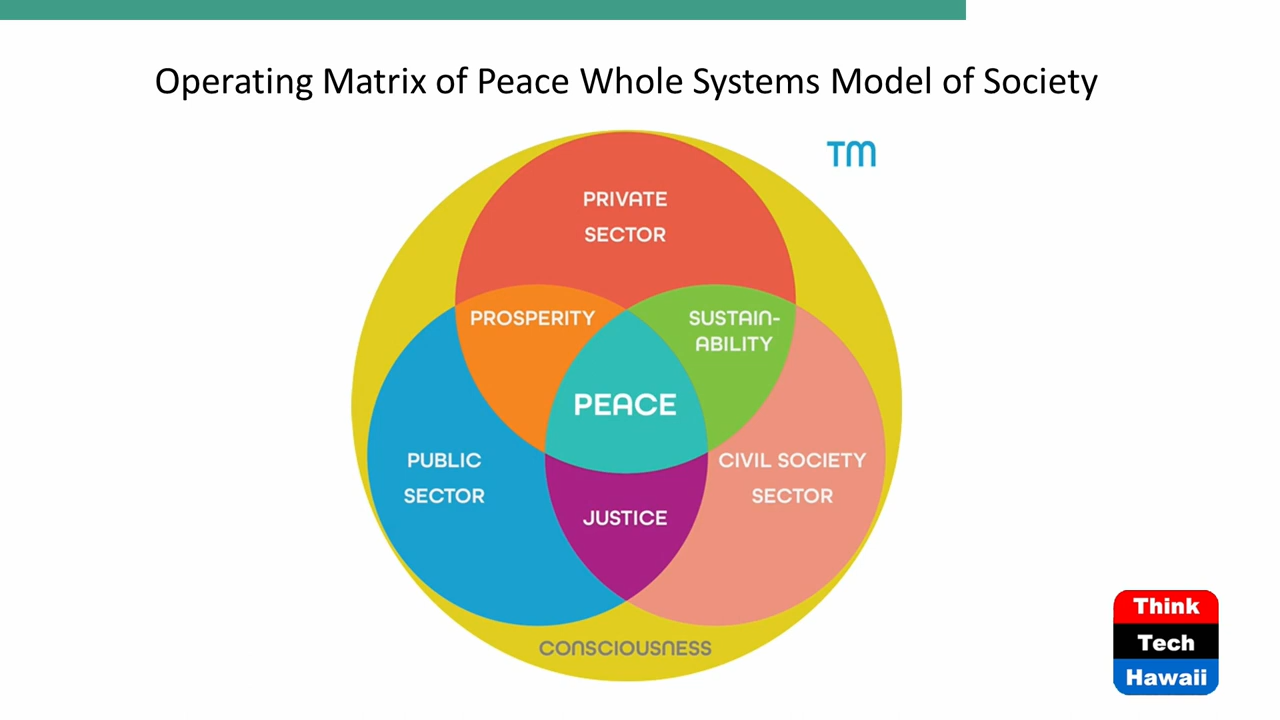 Operating Matrix of Peace Whole Systems Model of Society
TM
PRIVATE
SECTOR
PROSPERITY
SUSTAIN-
ABILITY
PEACE
PUBLIC
SECTOR
CIVIL SOCIETY
SECTOR
JUSTICE
CONSCIOUSNESS
Think
Tech
Hawaii